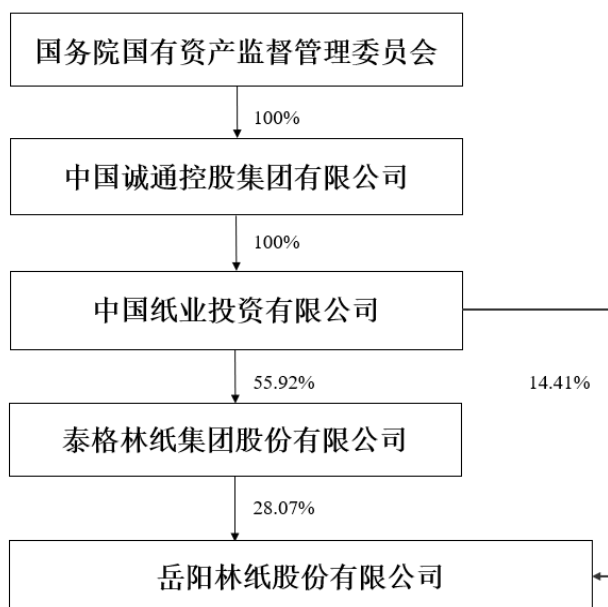 国务院国有资产监督管理委员会
100%
中国诚通控股集团有限公司
100%
中国纸业投资有限公司
55.92%
14.41%
泰格林纸集团股份有限公司
28.07%
岳阳林纸股份有限公司